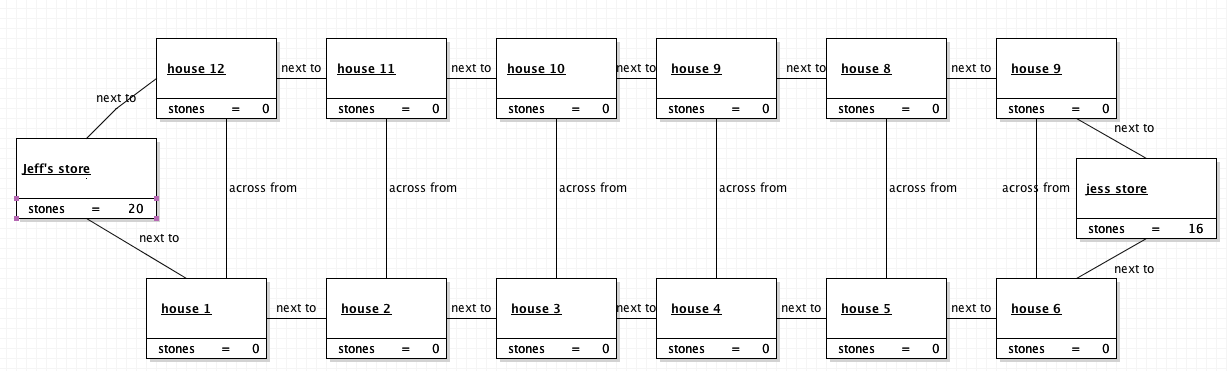 house 12 next to house 11 next to house 10 next to house 9 next to house 8 next to house 9
stones = 0 stones = 0 stones = 0 stones = 0 stones = 0 stones = 0
next to next to
Jeff's store across from across from across from across from across from across from jess store
stones = 20 stones = 16
next to next to
house 1 next to house 2 next to house 3 next to house 4 next to house 5 next to house 6
stones = 0 stones = 0 stones = 0 stones = 0 stones = 0 stones = 0